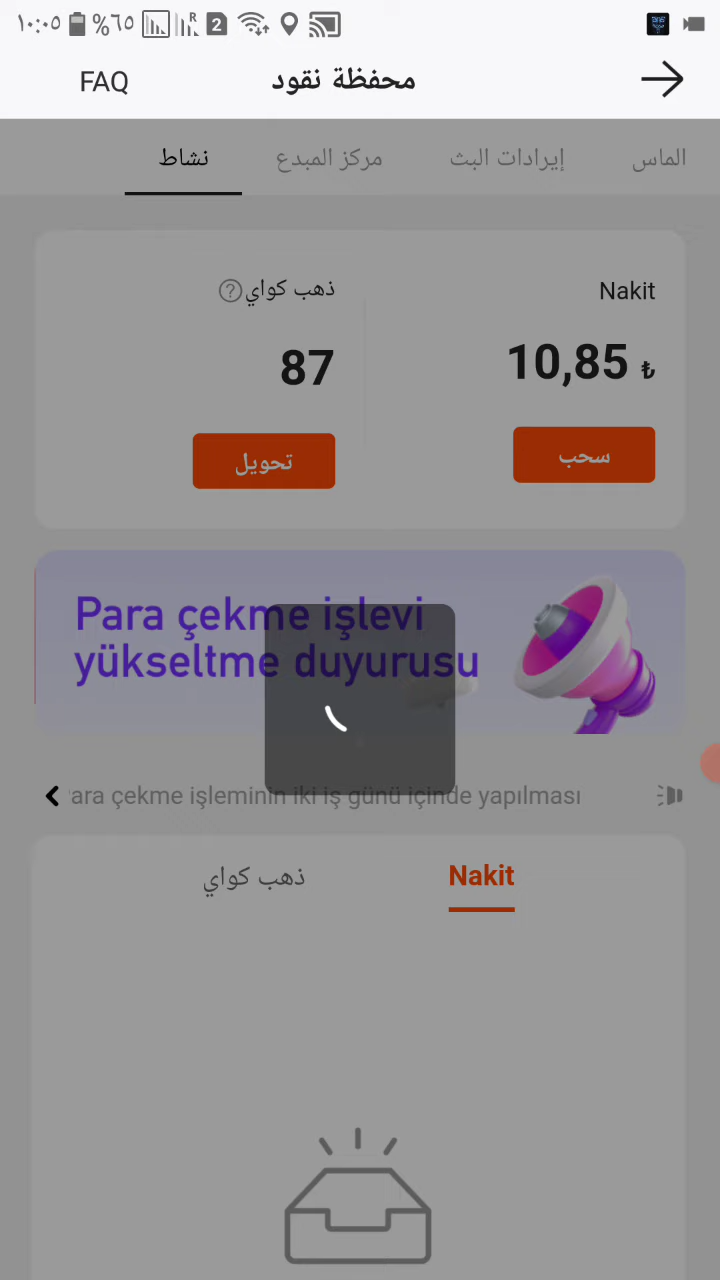 ١٠:٠٥ %٦٥ R 2
محفظة نقود FAQ
الماس إيرادات البث مركز المبدع نشاط
Nakit ذهب كواي ?
10,85 ₺ 87
سحب تحويل
Para çekme işlevi
yükseltme duyurusu
ara çekme işleminin iki iş günü içinde yapılması
Nakit ذهب كواي